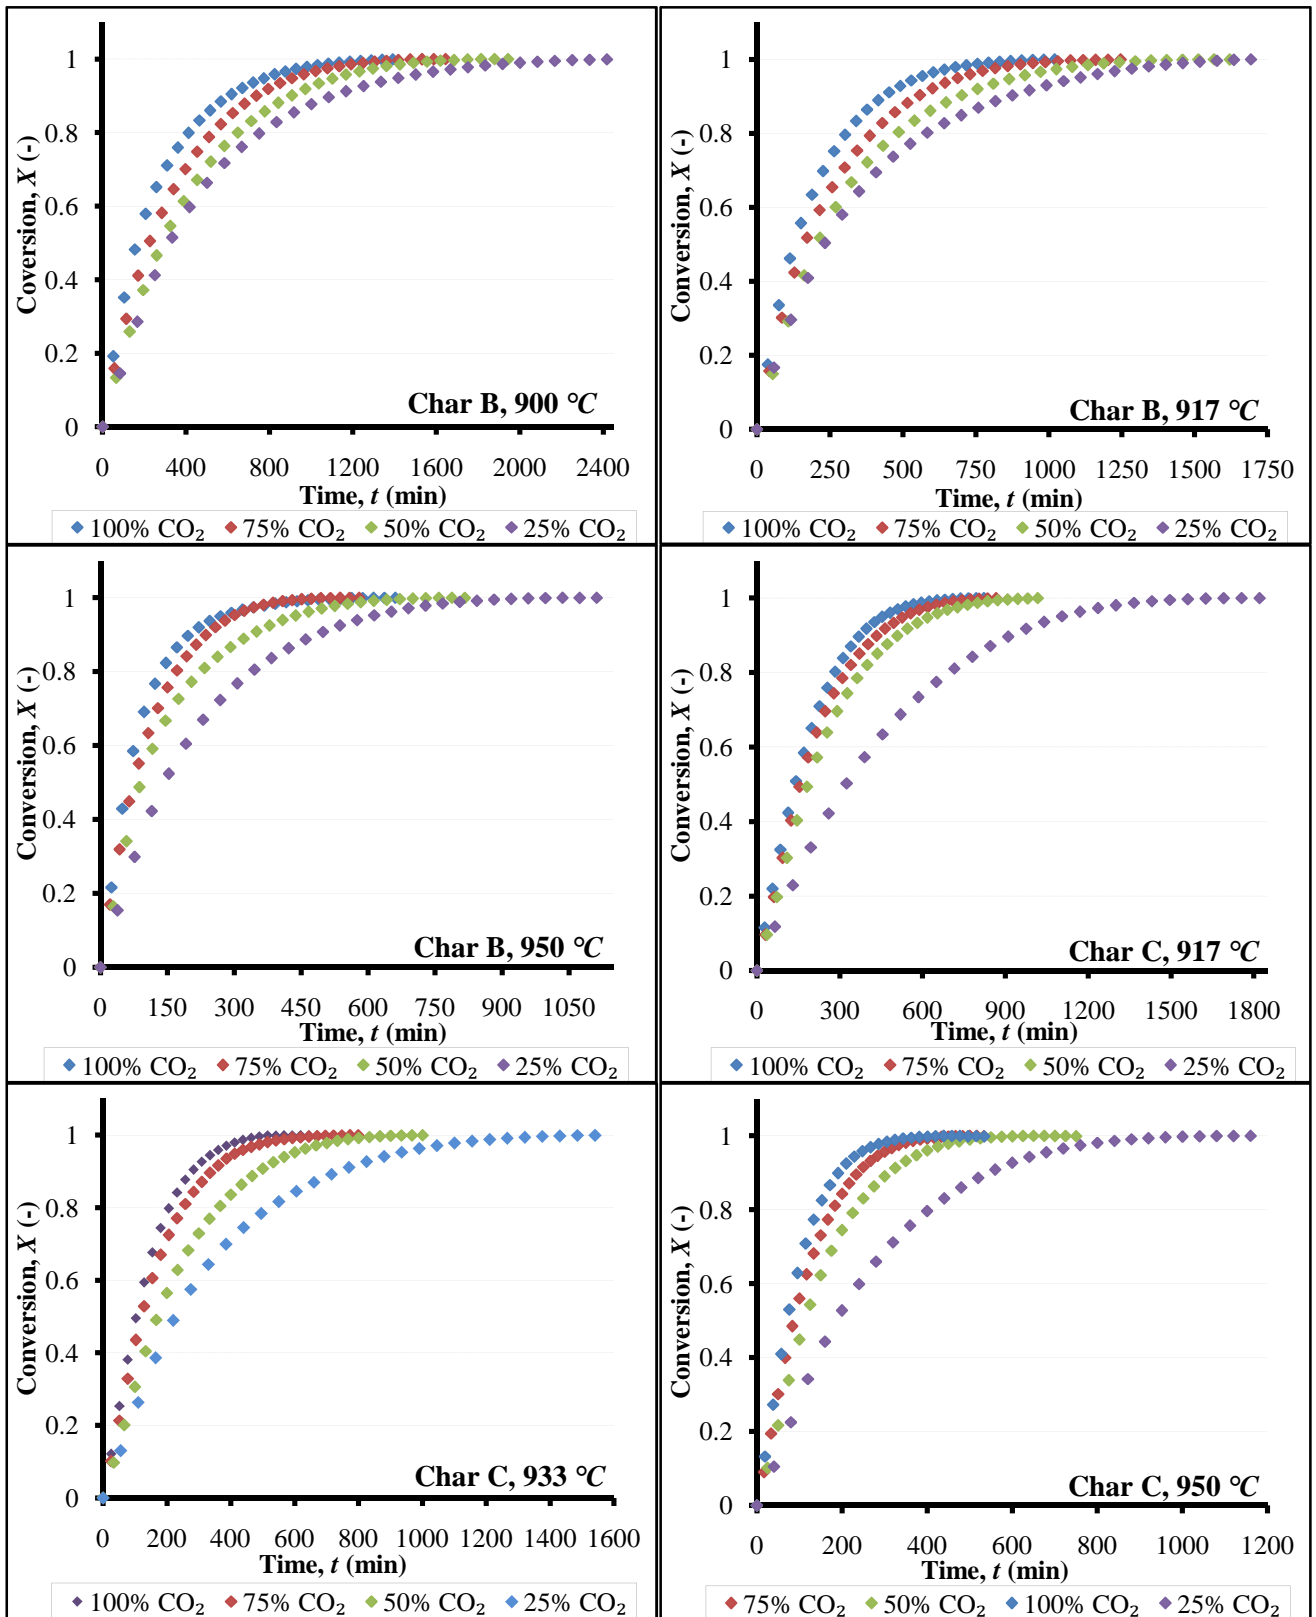 1
0.8
0.6
0.4
0.2
0
Coversion, X (-)
Char B, 900 °C
0 400 800 1200 1600 2000 2400
Time, t (min)
100% CO₂ 75% CO₂ 50% CO₂ 25% CO₂
1
0.8
0.6
0.4
0.2
0
Conversion, X (-)
Char B, 917 °C
0 250 500 750 1000 1250 1500 1750
Time, t (min)
100% CO₂ 75% CO₂ 50% CO₂ 25% CO₂
1
0.8
0.6
0.4
0.2
0
Conversion, X (-)
Char B, 950 °C
0 150 300 450 600 750 900 1050
Time, t (min)
100% CO₂ 75% CO₂ 50% CO₂ 25% CO₂
1
0.8
0.6
0.4
0.2
0
Conversion, X (-)
Char C, 917 °C
0 300 600 900 1200 1500 1800
Time, t (min)
100% CO₂ 75% CO₂ 50% CO₂ 25% CO₂
1
0.8
0.6
0.4
0.2
0
Conversion, X (-)
Char C, 933 °C
0 200 400 600 800 1000 1200 1400 1600
Time, t (min)
100% CO₂ 75% CO₂ 50% CO₂ 25% CO₂
1
0.8
0.6
0.4
0.2
0
Conversion, X (-)
Char C, 950 °C
0 200 400 600 800 1000 1200
Time, t (min)
75% CO₂ 50% CO₂ 100% CO₂ 25% CO₂